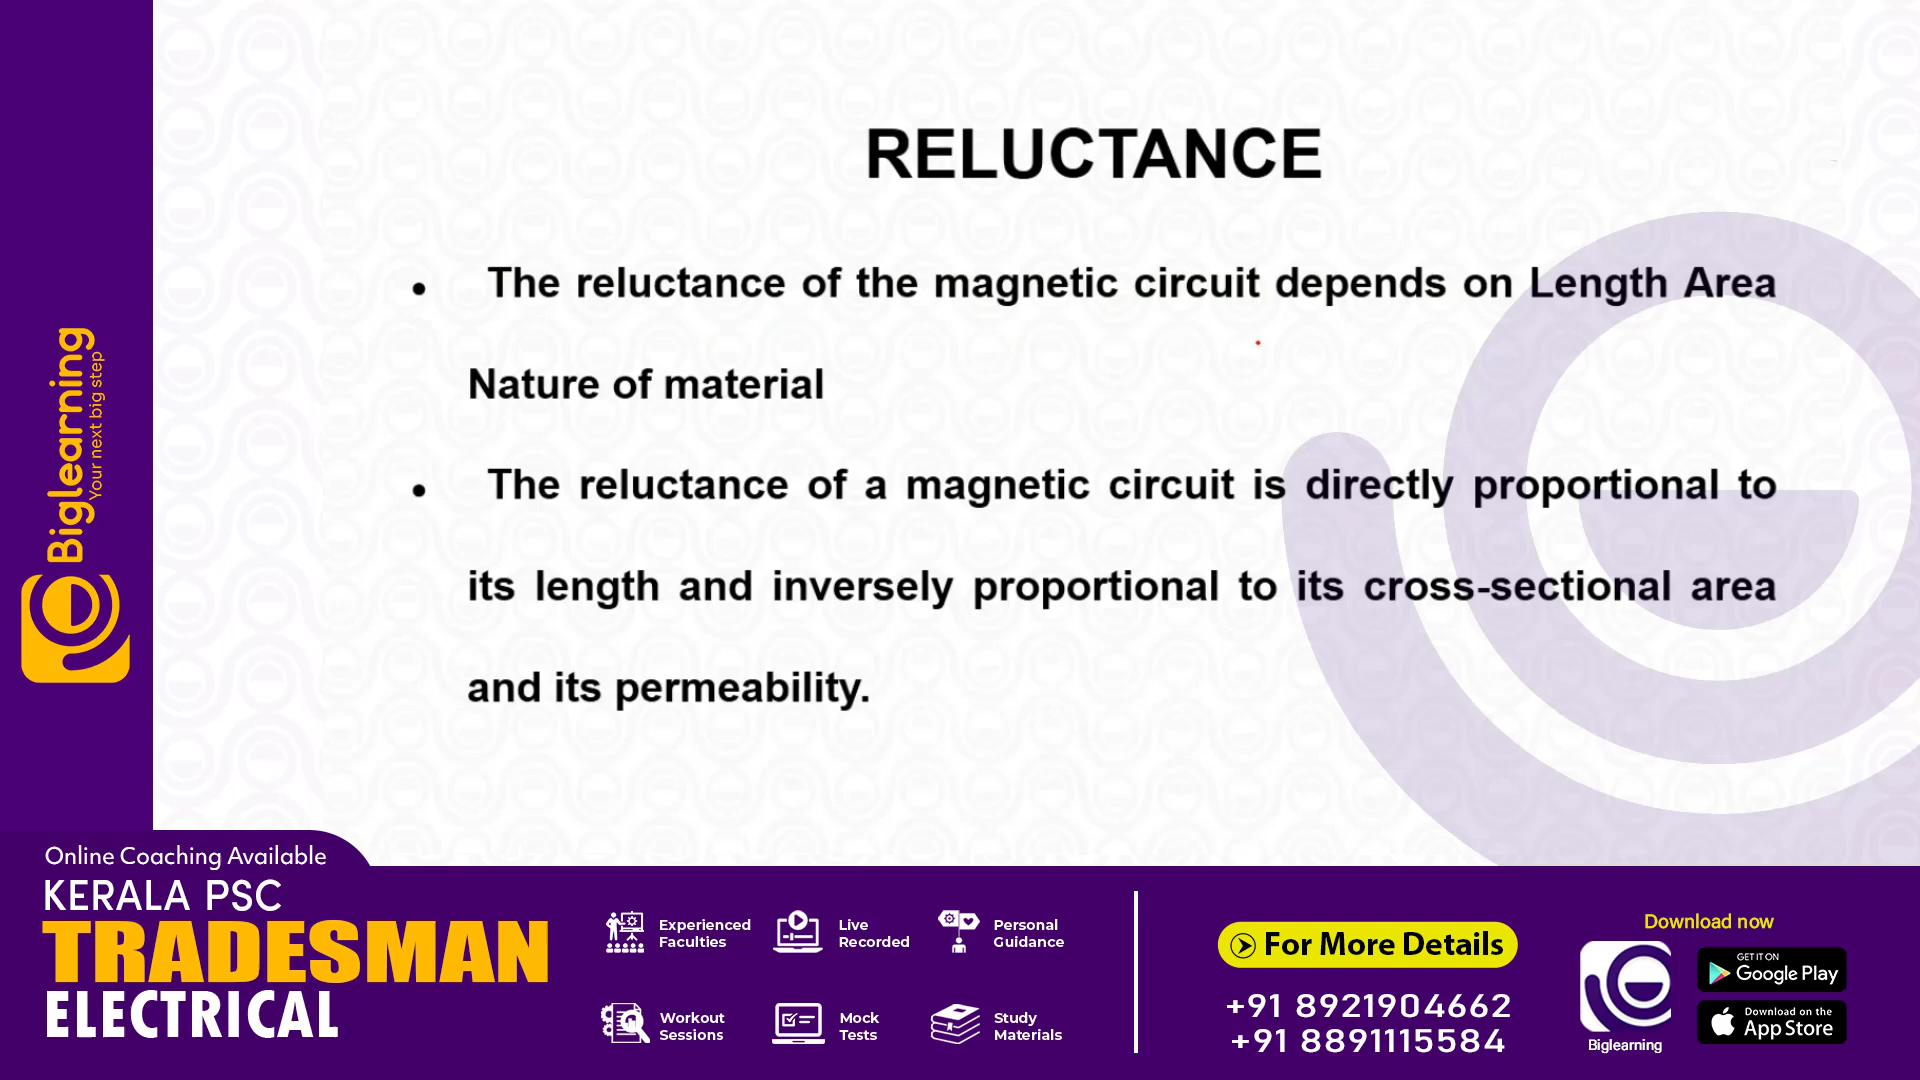 RELUCTANCE
• The reluctance of the magnetic circuit depends on Length Area
Nature of material
• The reluctance of a magnetic circuit is directly proportional to
its length and inversely proportional to its cross-sectional area
and its permeability.
Biglearning
Your next big step
Online Coaching Available
KERALA PSC
TRADESMAN
ELECTRICAL
Experienced
Faculties
Live
Recorded
Personal
Guidance
Workout
Sessions
Mock
Tests
Study
Materials
For More Details
+91 8921904662
+91 8891115584
Download now
Biglearning
GET IT ON
Google Play
Download on the
App Store